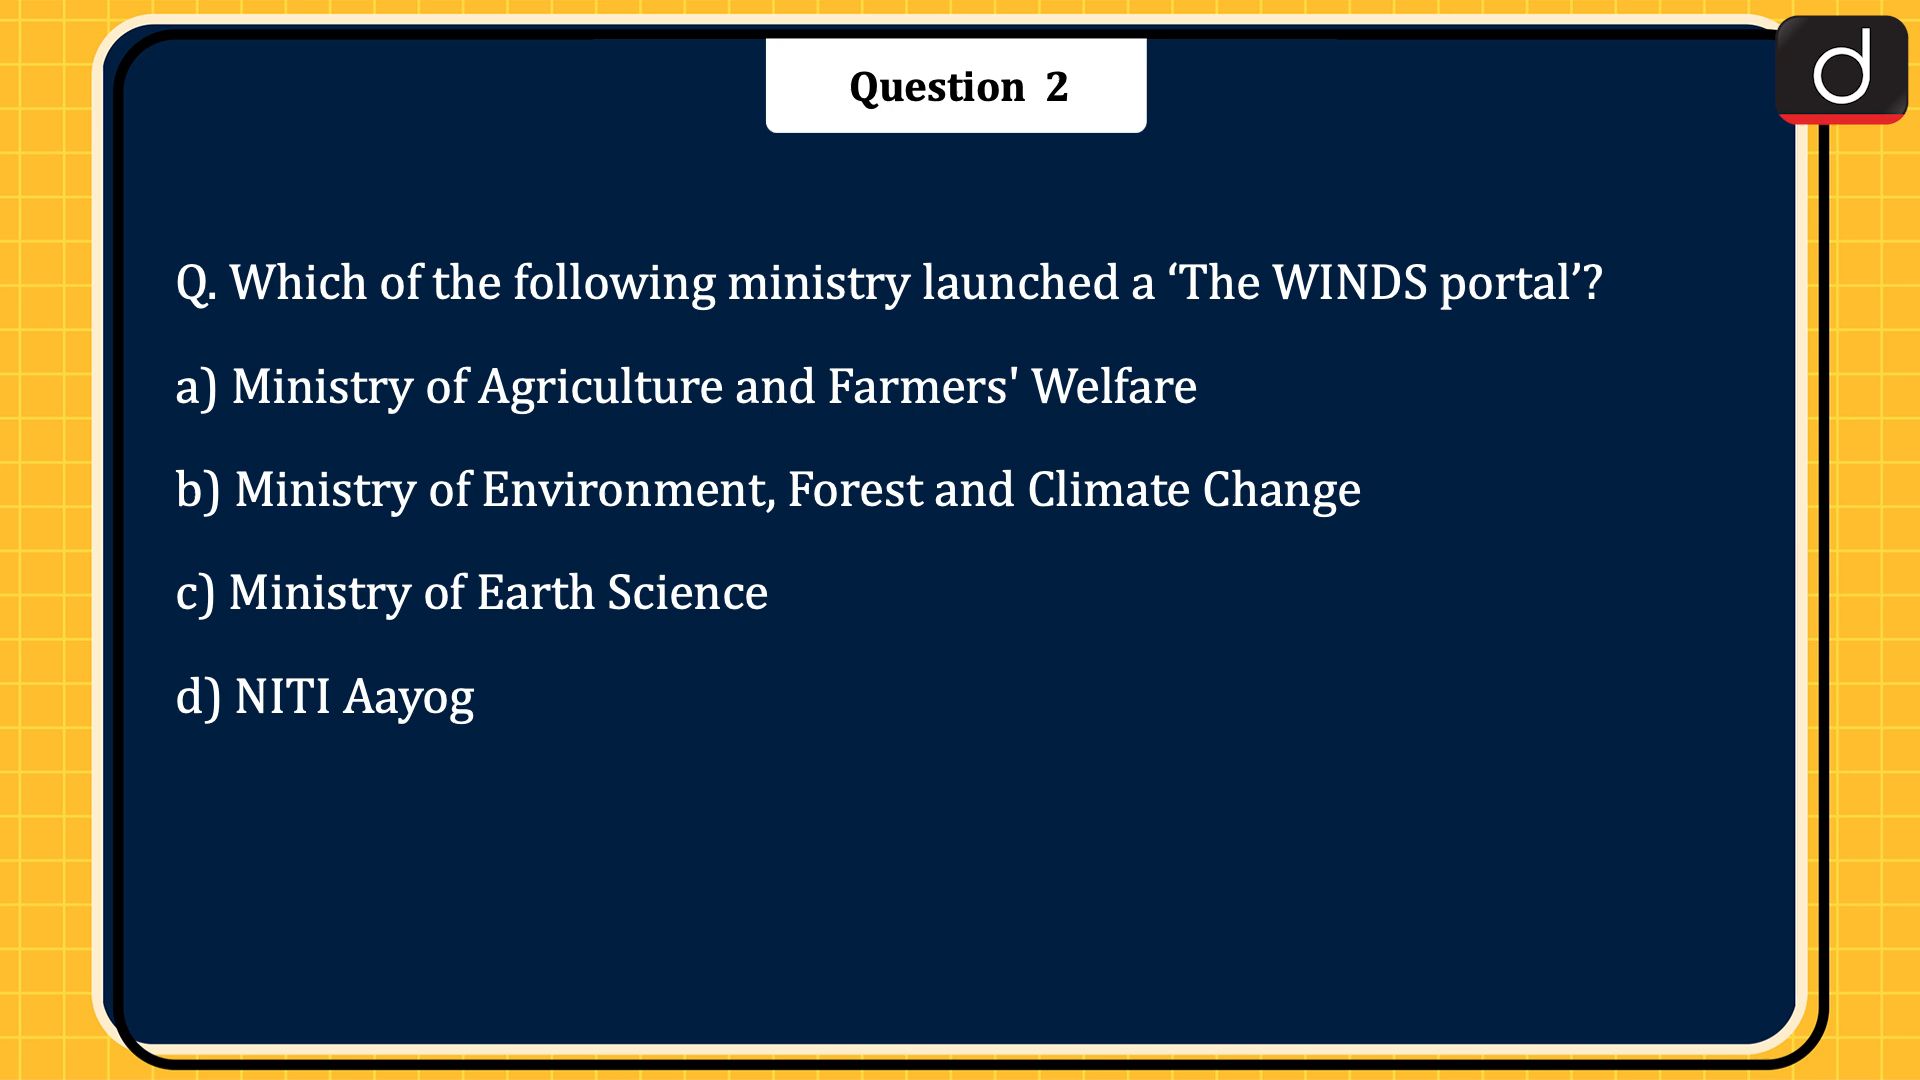 Question 2
d
Q. Which of the following ministry launched a ‘The WINDS portal’?
a) Ministry of Agriculture and Farmers' Welfare
b) Ministry of Environment, Forest and Climate Change
c) Ministry of Earth Science
d) NITI Aayog